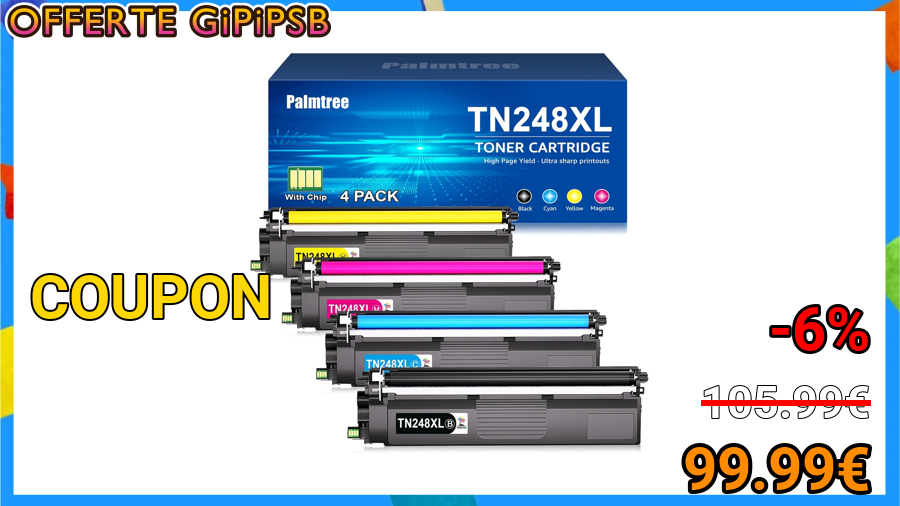 OFFERTE GiPiPSB
Palmtree
Palmtree
TN248XL
TONER CARTRIDGE
High Page Yield · Ultra sharp printouts
With Chip
4 PACK
Black Cyan Yellow Magenta
TN248XL Y
COUPON
TN248XL M
TN248XL C
TN248XL B
-6%
105.99€
99.99€